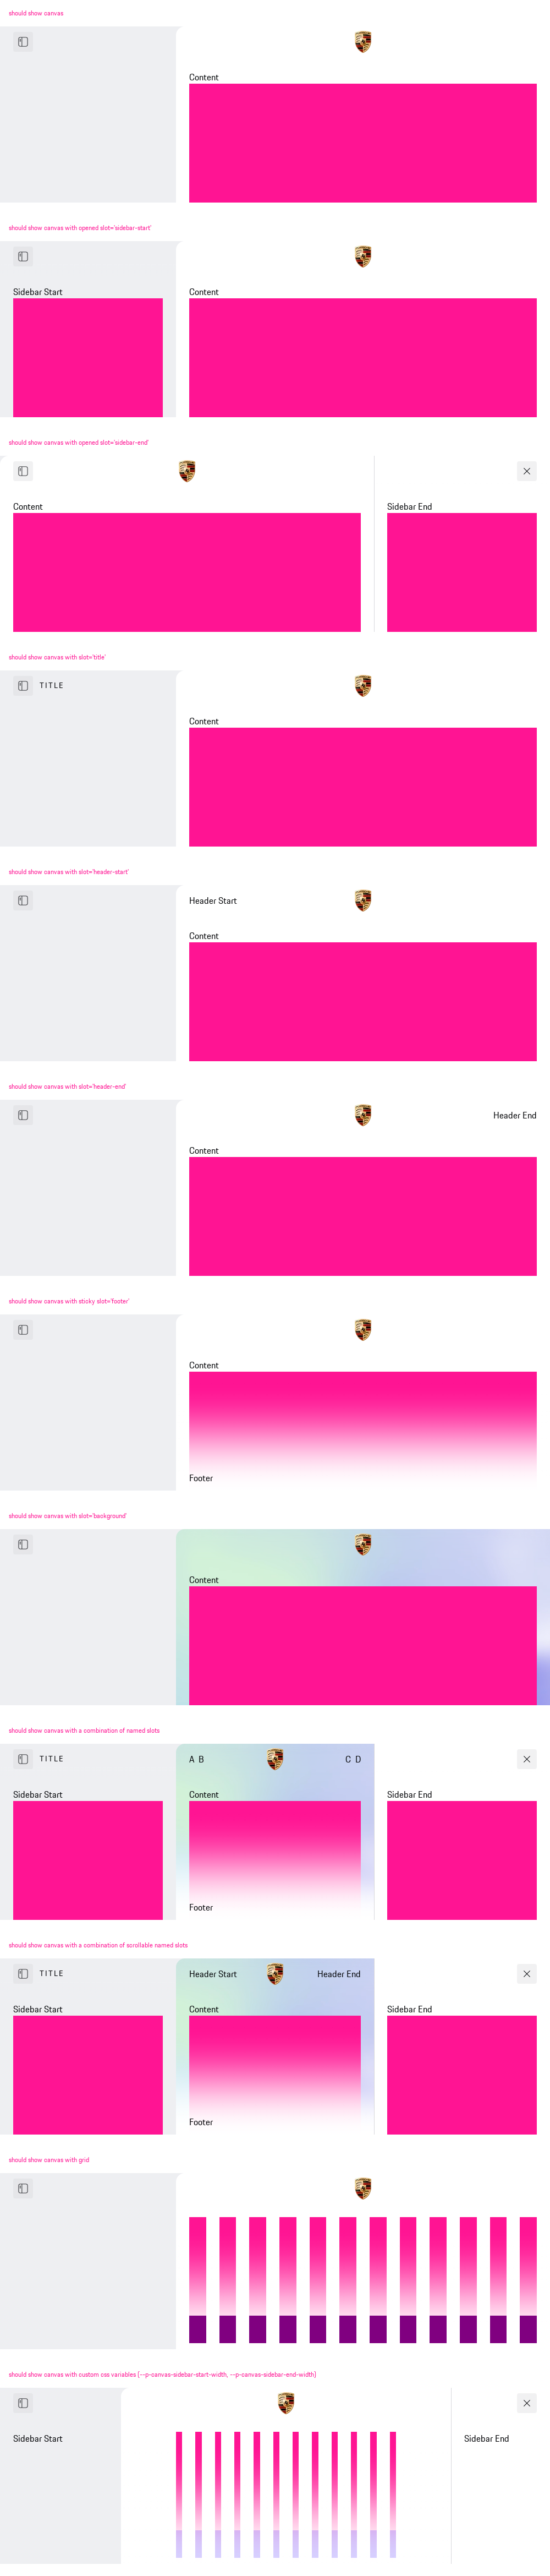 should show canvas
Content
should show canvas with opened slot='sidebar-start'
Sidebar Start
Content
should show canvas with opened slot='sidebar-end'
Content
Sidebar End
should show canvas with slot='title'
TITLE
Content
should show canvas with slot='header-start'
Header Start
Content
should show canvas with slot='header-end'
Header End
Content
should show canvas with sticky slot='footer'
Content
Footer
should show canvas with slot='background'
Content
should show canvas with a combination of named slots
TITLE
A B
C D
Sidebar Start
Content
Sidebar End
Footer
should show canvas with a combination of scrollable named slots
TITLE
Header Start
Header End
Sidebar Start
Content
Sidebar End
Footer
should show canvas with grid
should show canvas with custom css variables (--p-canvas-sidebar-start-width, --p-canvas-sidebar-end-width)
Sidebar Start
Sidebar End